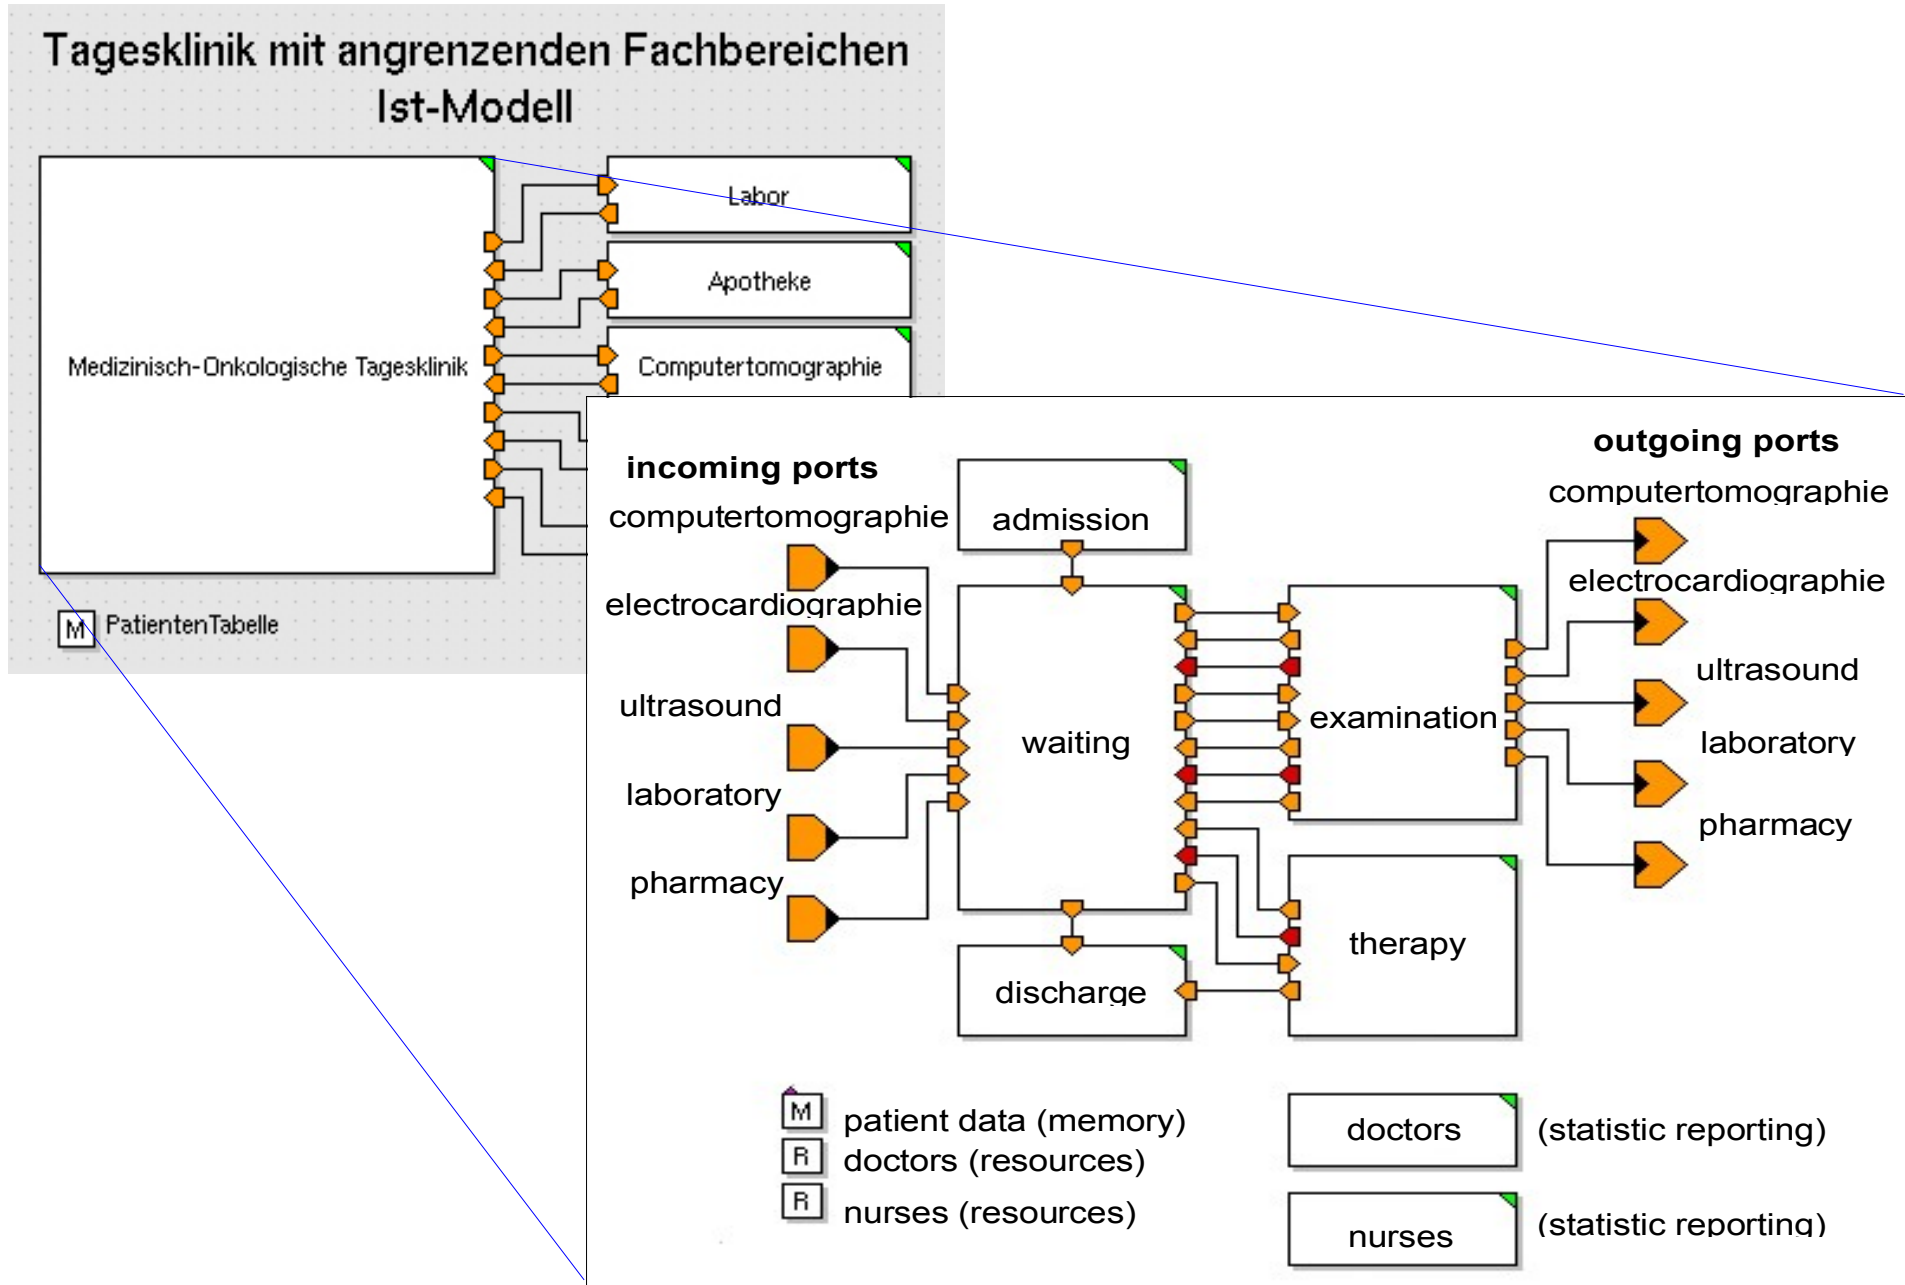 Tagesklinik mit angrenzenden Fachbereichen
Ist-Modell
Medizinisch-Onkologische Tagesklinik
Labor
Apotheke
Computertomographie
M PatientenTabelle
incoming ports
computertomographie
electrocardiographie
ultrasound
laboratory
pharmacy
admission
waiting
discharge
examination
therapy
outgoing ports
computertomographie
electrocardiographie
ultrasound
laboratory
pharmacy
M patient data (memory)
R doctors (resources)
R nurses (resources)
doctors (statistic reporting)
nurses (statistic reporting)